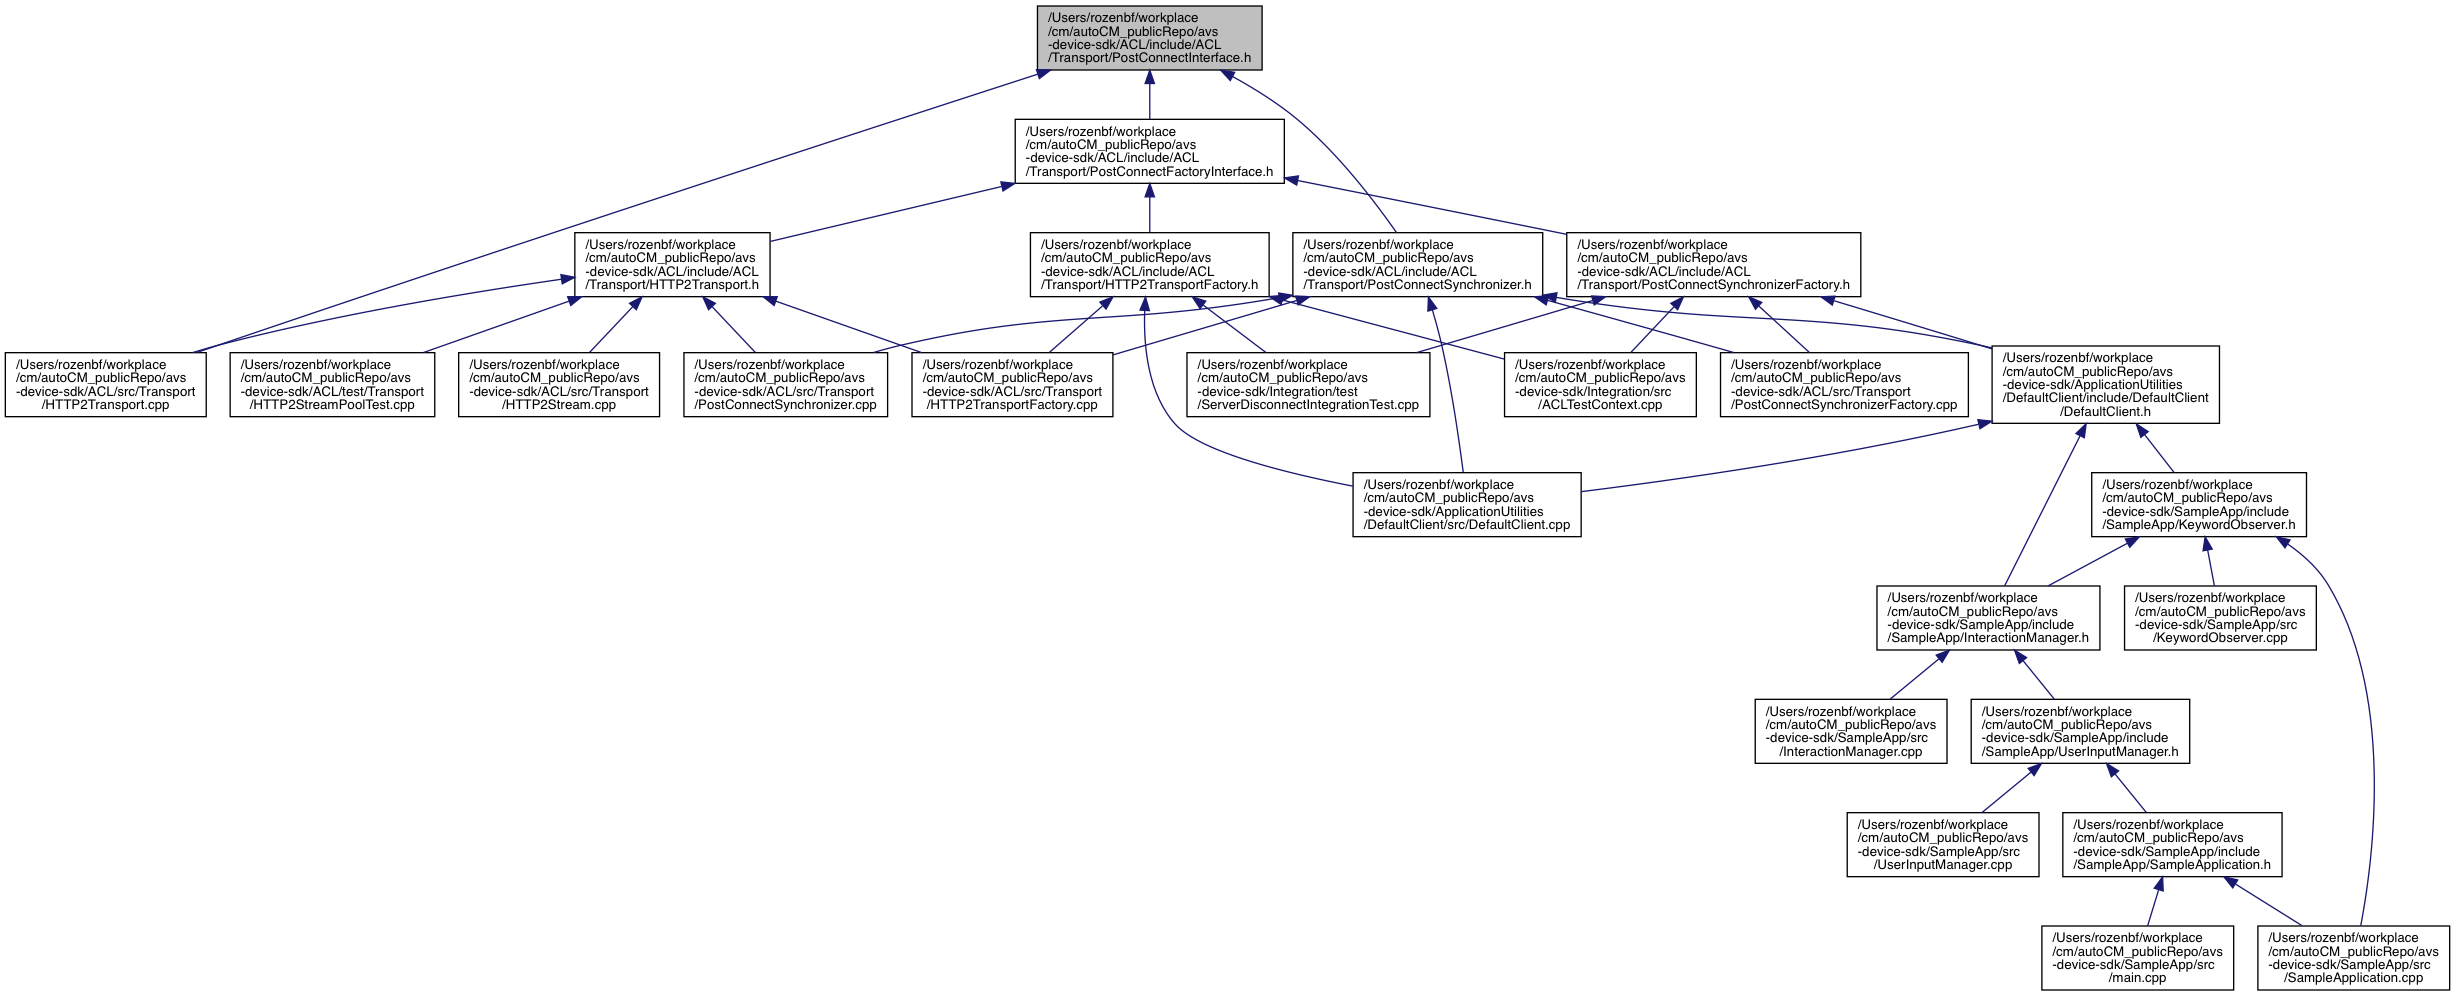 /Users/rozenbf/workplace
/cm/autoCM_publicRepo/avs
-device-sdk/ACL/include/ACL
/Transport/PostConnectInterface.h
/Users/rozenbf/workplace
/cm/autoCM_publicRepo/avs
-device-sdk/ACL/include/ACL
/Transport/PostConnectFactoryInterface.h
/Users/rozenbf/workplace
/cm/autoCM_publicRepo/avs
-device-sdk/ACL/include/ACL
/Transport/HTTP2Transport.h
/Users/rozenbf/workplace
/cm/autoCM_publicRepo/avs
-device-sdk/ACL/include/ACL
/Transport/HTTP2TransportFactory.h
/Users/rozenbf/workplace
/cm/autoCM_publicRepo/avs
-device-sdk/ACL/include/ACL
/Transport/PostConnectSynchronizer.h
/Users/rozenbf/workplace
/cm/autoCM_publicRepo/avs
-device-sdk/ACL/include/ACL
/Transport/PostConnectSynchronizerFactory.h
/Users/rozenbf/workplace
/cm/autoCM_publicRepo/avs
-device-sdk/ACL/src/Transport
/HTTP2Transport.cpp
/Users/rozenbf/workplace
/cm/autoCM_publicRepo/avs
-device-sdk/ACL/test/Transport
/HTTP2StreamPoolTest.cpp
/Users/rozenbf/workplace
/cm/autoCM_publicRepo/avs
-device-sdk/ACL/src/Transport
/HTTP2Stream.cpp
/Users/rozenbf/workplace
/cm/autoCM_publicRepo/avs
-device-sdk/ACL/src/Transport
/PostConnectSynchronizer.cpp
/Users/rozenbf/workplace
/cm/autoCM_publicRepo/avs
-device-sdk/ACL/src/Transport
/HTTP2TransportFactory.cpp
/Users/rozenbf/workplace
/cm/autoCM_publicRepo/avs
-device-sdk/Integration/test
/ServerDisconnectIntegrationTest.cpp
/Users/rozenbf/workplace
/cm/autoCM_publicRepo/avs
-device-sdk/Integration/src
/ACLTestContext.cpp
/Users/rozenbf/workplace
/cm/autoCM_publicRepo/avs
-device-sdk/ACL/src/Transport
/PostConnectSynchronizerFactory.cpp
/Users/rozenbf/workplace
/cm/autoCM_publicRepo/avs
-device-sdk/ApplicationUtilities
/DefaultClient/include/DefaultClient
/DefaultClient.h
/Users/rozenbf/workplace
/cm/autoCM_publicRepo/avs
-device-sdk/ApplicationUtilities
/DefaultClient/src/DefaultClient.cpp
/Users/rozenbf/workplace
/cm/autoCM_publicRepo/avs
-device-sdk/SampleApp/include
/SampleApp/KeywordObserver.h
/Users/rozenbf/workplace
/cm/autoCM_publicRepo/avs
-device-sdk/SampleApp/include
/SampleApp/InteractionManager.h
/Users/rozenbf/workplace
/cm/autoCM_publicRepo/avs
-device-sdk/SampleApp/src
/KeywordObserver.cpp
/Users/rozenbf/workplace
/cm/autoCM_publicRepo/avs
-device-sdk/SampleApp/src
/InteractionManager.cpp
/Users/rozenbf/workplace
/cm/autoCM_publicRepo/avs
-device-sdk/SampleApp/include
/SampleApp/UserInputManager.h
/Users/rozenbf/workplace
/cm/autoCM_publicRepo/avs
-device-sdk/SampleApp/src
/UserInputManager.cpp
/Users/rozenbf/workplace
/cm/autoCM_publicRepo/avs
-device-sdk/SampleApp/include
/SampleApp/SampleApplication.h
/Users/rozenbf/workplace
/cm/autoCM_publicRepo/avs
-device-sdk/SampleApp/src
/main.cpp
/Users/rozenbf/workplace
/cm/autoCM_publicRepo/avs
-device-sdk/SampleApp/src
/SampleApplication.cpp